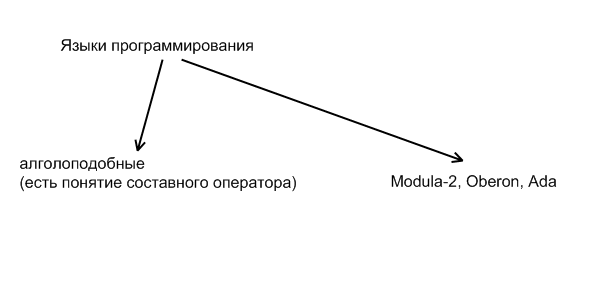 Языки программирования
алголоподобные
(есть понятие составного оператора)
Modula-2, Oberon, Ada